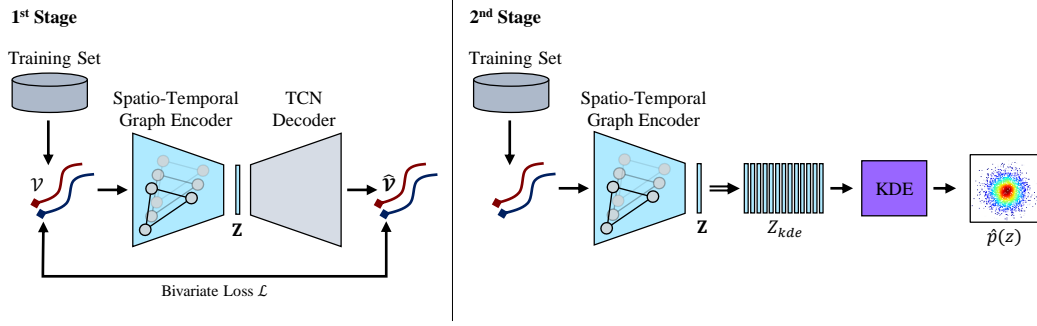 1st Stage
Training Set
Spatio-Temporal
Graph Encoder
TCN
Decoder
𝒱
𝒱̂
Z
Bivariate Loss ℒ
2nd Stage
Training Set
Spatio-Temporal
Graph Encoder
Z
Z_kde
KDE
p̂(z)